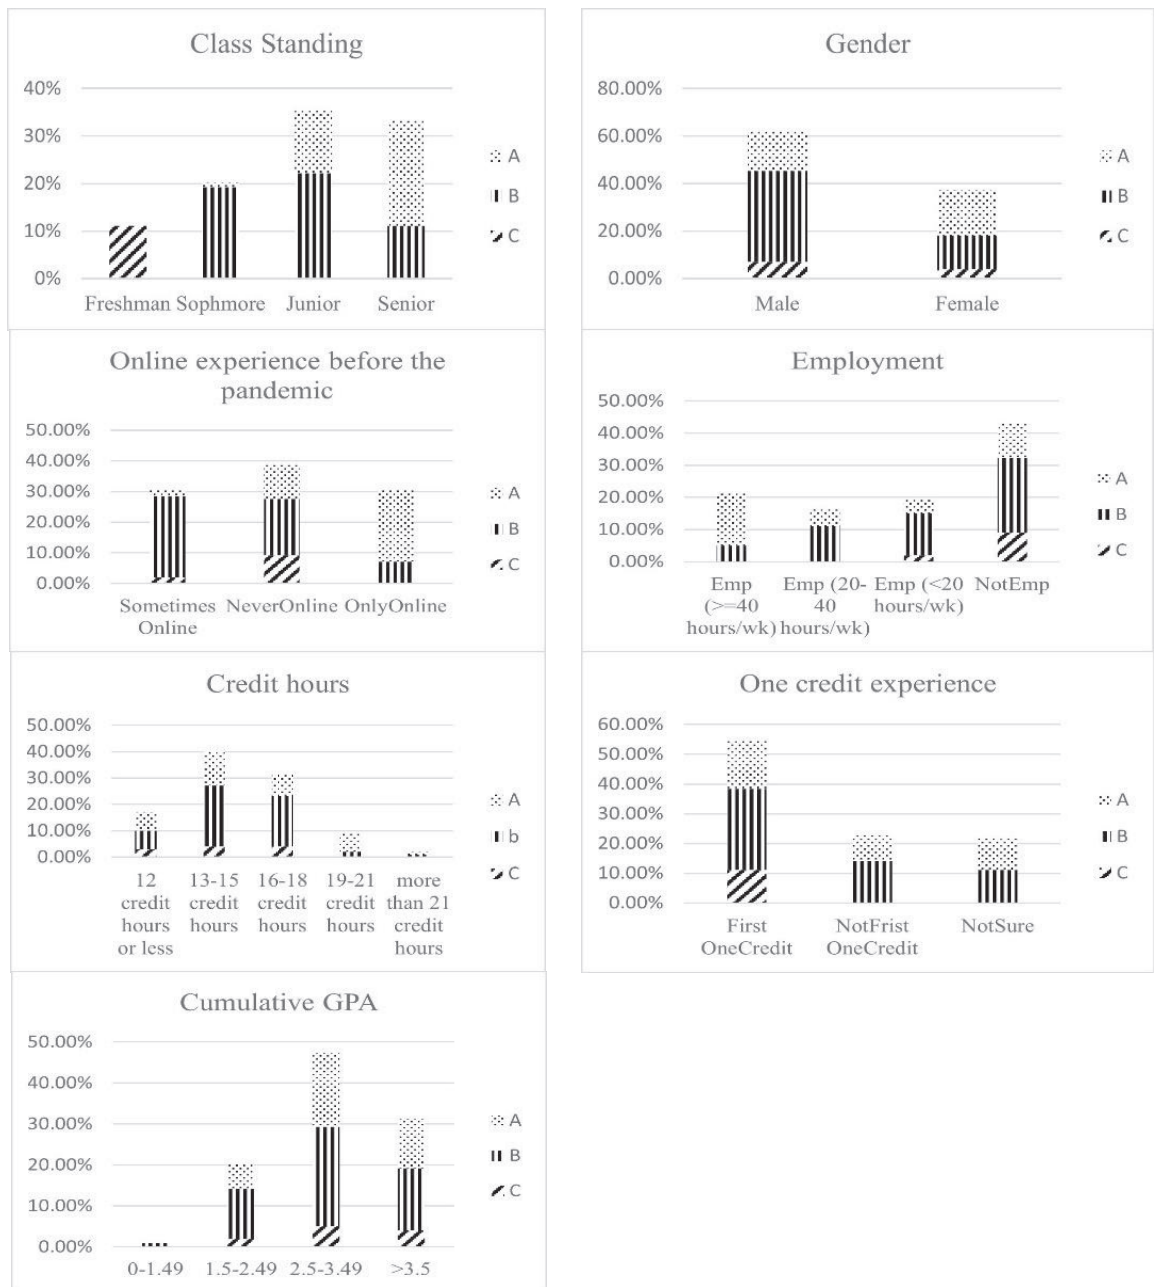 Class Standing
40%
30%
20%
10%
0%
Freshman Sophmore Junior Senior
A
B
C
Gender
80.00%
60.00%
40.00%
20.00%
0.00%
Male Female
A
B
C
Online experience before the
pandemic
50.00%
40.00%
30.00%
20.00%
10.00%
0.00%
Sometimes NeverOnline OnlyOnline
Online
A
B
C
Employment
50.00%
40.00%
30.00%
20.00%
10.00%
0.00%
Emp Emp (20- Emp (<20 NotEmp
(>=40 40 hours/wk)
hours/wk) hours/wk)
A
B
C
Credit hours
50.00%
40.00%
30.00%
20.00%
10.00%
0.00%
12 13-15 16-18 19-21 more
credit credit credit credit than 21
hours hours hours hours credit
or less hours
A
b
C
One credit experience
60.00%
50.00%
40.00%
30.00%
20.00%
10.00%
0.00%
First NotFrist NotSure
OneCredit OneCredit
A
B
C
Cumulative GPA
50.00%
40.00%
30.00%
20.00%
10.00%
0.00%
0-1.49 1.5-2.49 2.5-3.49 >3.5
A
B
C